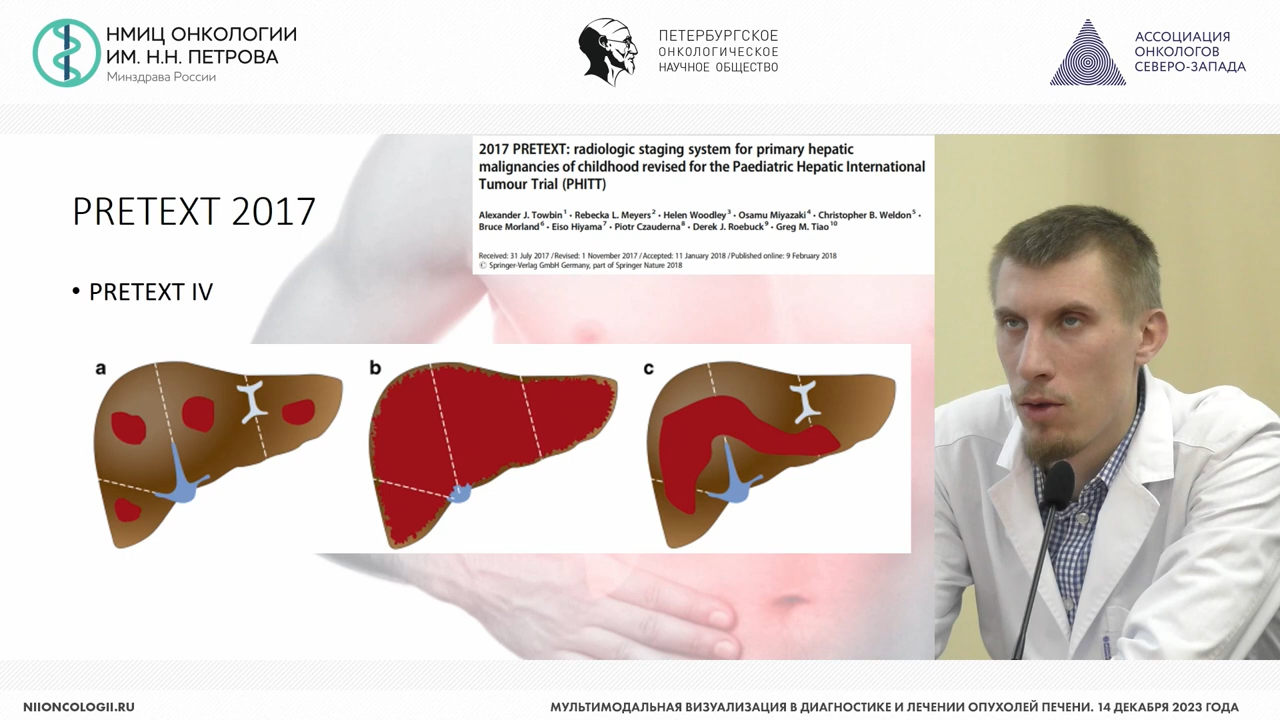 НМИЦ ОНКОЛОГИИ
ИМ. Н.Н. ПЕТРОВА
Минздрава России
ПЕТЕРБУРГСКОЕ
ОНКОЛОГИЧЕСКОЕ
НАУЧНОЕ ОБЩЕСТВО
АССОЦИАЦИЯ
ОНКОЛОГОВ
СЕВЕРО-ЗАПАДА
2017 PRETEXT: radiologic staging system for primary hepatic
malignancies of childhood revised for the Paediatric Hepatic International
Tumour Trial (PHITT)
Alexander J. Towbin¹ · Rebecka L. Meyers² · Helen Woodley³ · Osamu Miyazaki⁴ · Christopher B. Weldon⁵ ·
Bruce Morland⁶ · Eiso Hiyama⁷ · Piotr Czauderna⁸ · Derek J. Roebuck⁹ · Greg M. Tiao¹⁰
Received: 31 July 2017 / Revised: 1 November 2017 / Accepted: 11 January 2018 / Published online: 9 February 2018
© Springer-Verlag GmbH Germany, part of Springer Nature 2018
PRETEXT 2017
• PRETEXT IV
a
b
c
NIIONCOLOGII.RU
МУЛЬТИМОДАЛЬНАЯ ВИЗУАЛИЗАЦИЯ В ДИАГНОСТИКЕ И ЛЕЧЕНИИ ОПУХОЛЕЙ ПЕЧЕНИ. 14 ДЕКАБРЯ 2023 ГОДА